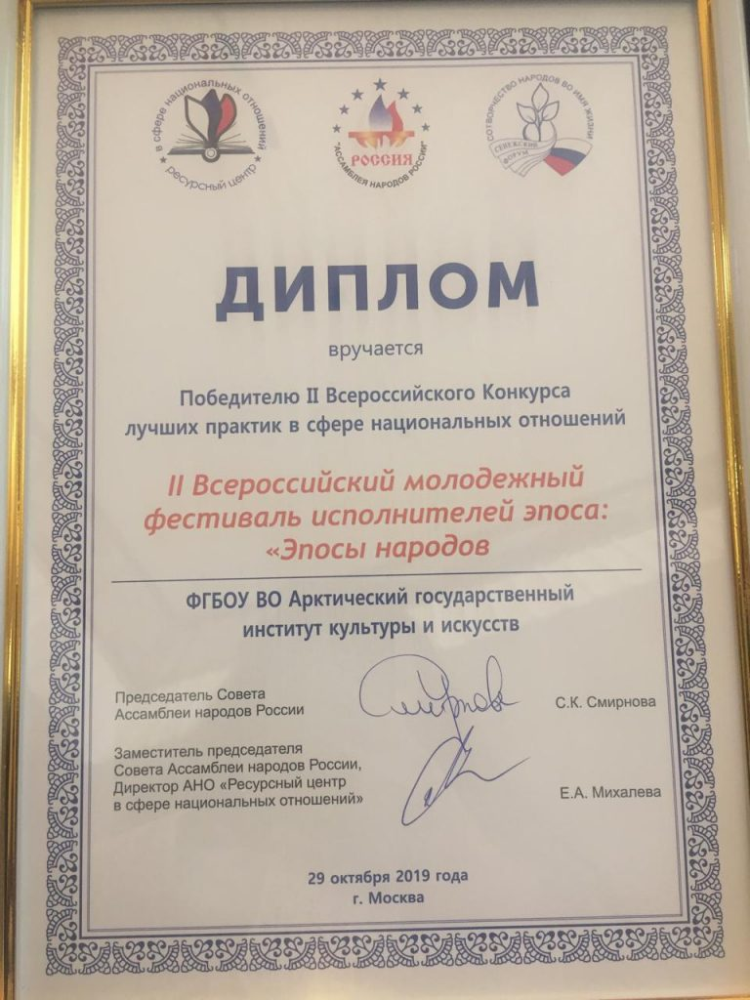 в сфере национальных отношений
ресурсный центр
РОССИЯ
"АССАМБЛЕЯ НАРОДОВ РОССИИ"
СОТВОРЧЕСТВО НАРОДОВ ВО ИМЯ ЖИЗНИ
СЕНЕЖСКИЙ
ФОРУМ
ДИПЛОМ
вручается
Победителю II Всероссийского Конкурса
лучших практик в сфере национальных отношений
II Всероссийский молодежный
фестиваль исполнителей эпоса:
«Эпосы народов
ФГБОУ ВО Арктический государственный
институт культуры и искусств
Председатель Совета
Ассамблеи народов России
С.К. Смирнова
Заместитель председателя
Совета Ассамблеи народов России,
Директор АНО «Ресурсный центр
в сфере национальных отношений»
Е.А. Михалева
29 октября 2019 года
г. Москва